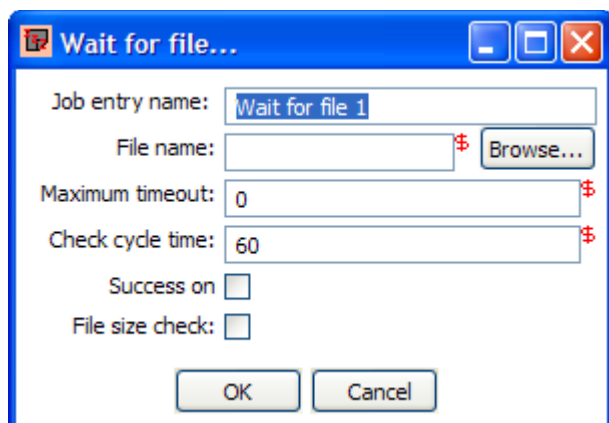 Wait for file...
Job entry name: Wait for file 1
File name: $ Browse...
Maximum timeout: 0 $
Check cycle time: 60 $
Success on
File size check:
OK Cancel